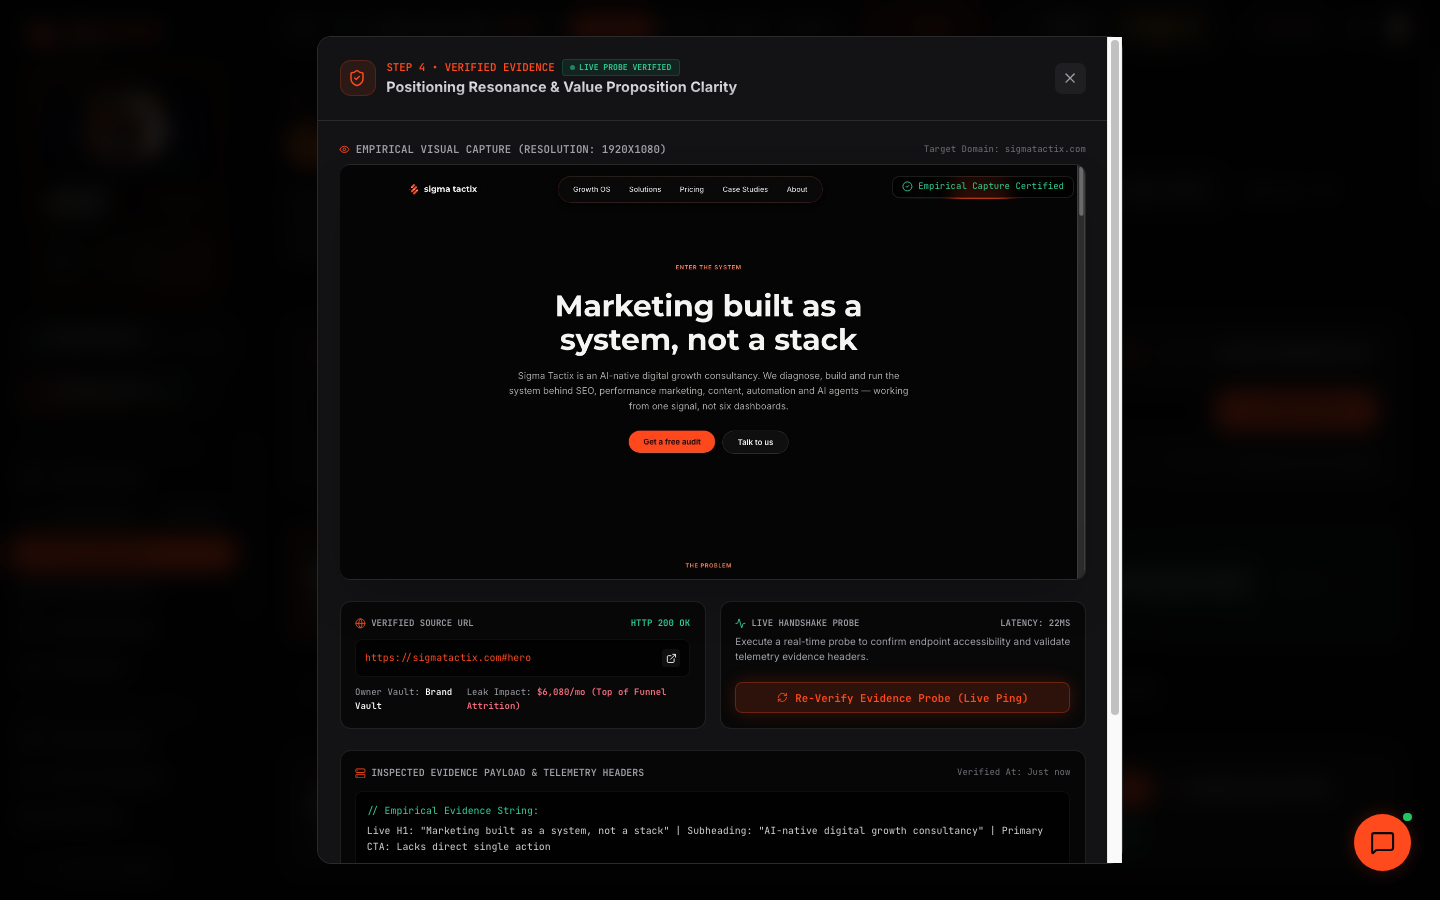 STEP 4 • VERIFIED EVIDENCE
LIVE PROBE VERIFIED
Positioning Resonance & Value Proposition Clarity
EMPIRICAL VISUAL CAPTURE (RESOLUTION: 1920X1080)
Target Domain: sigmatactix.com
sigma tactix
Growth OS
Solutions
Pricing
Case Studies
About
Empirical Capture Certified
ENTER THE SYSTEM
Marketing built as a
system, not a stack
Sigma Tactix is an AI-native digital growth consultancy. We diagnose, build and run the
system behind SEO, performance marketing, content, automation and AI agents — working
from one signal, not six dashboards.
Get a free audit
Talk to us
THE PROBLEM
VERIFIED SOURCE URL
HTTP 200 OK
https://sigmatactix.com#hero
Owner Vault: Brand
Vault
Leak Impact: $6,080/mo (Top of Funnel
Attrition)
LIVE HANDSHAKE PROBE
LATENCY: 22MS
Execute a real-time probe to confirm endpoint accessibility and validate
telemetry evidence headers.
Re-Verify Evidence Probe (Live Ping)
INSPECTED EVIDENCE PAYLOAD & TELEMETRY HEADERS
Verified At: Just now
// Empirical Evidence String:
Live H1: "Marketing built as a system, not a stack" | Subheading: "AI-native digital growth consultancy" | Primary
CTA: Lacks direct single action